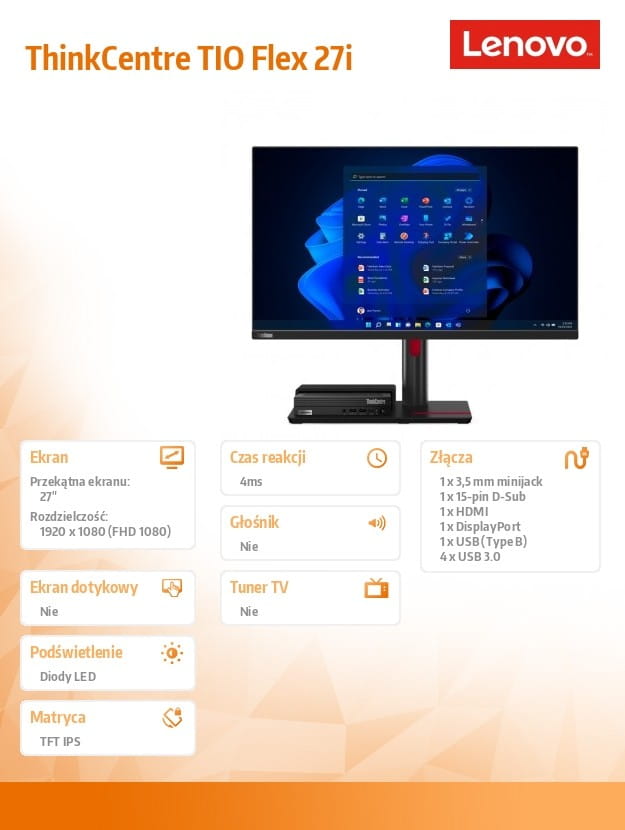 ThinkCentre TIO Flex 27i
Lenovo
ThinkCentre
Ekran
Przekątna ekranu:
27"
Rozdzielczość:
1920 x 1080 (FHD 1080)
Ekran dotykowy
Nie
Podświetlenie
Diody LED
Matryca
TFT IPS
Czas reakcji
4ms
Głośnik
Nie
Tuner TV
Nie
Złącza
1 x 3,5 mm minijack
1 x 15-pin D-Sub
1 x HDMI
1 x DisplayPort
1 x USB (Type B)
4 x USB 3.0